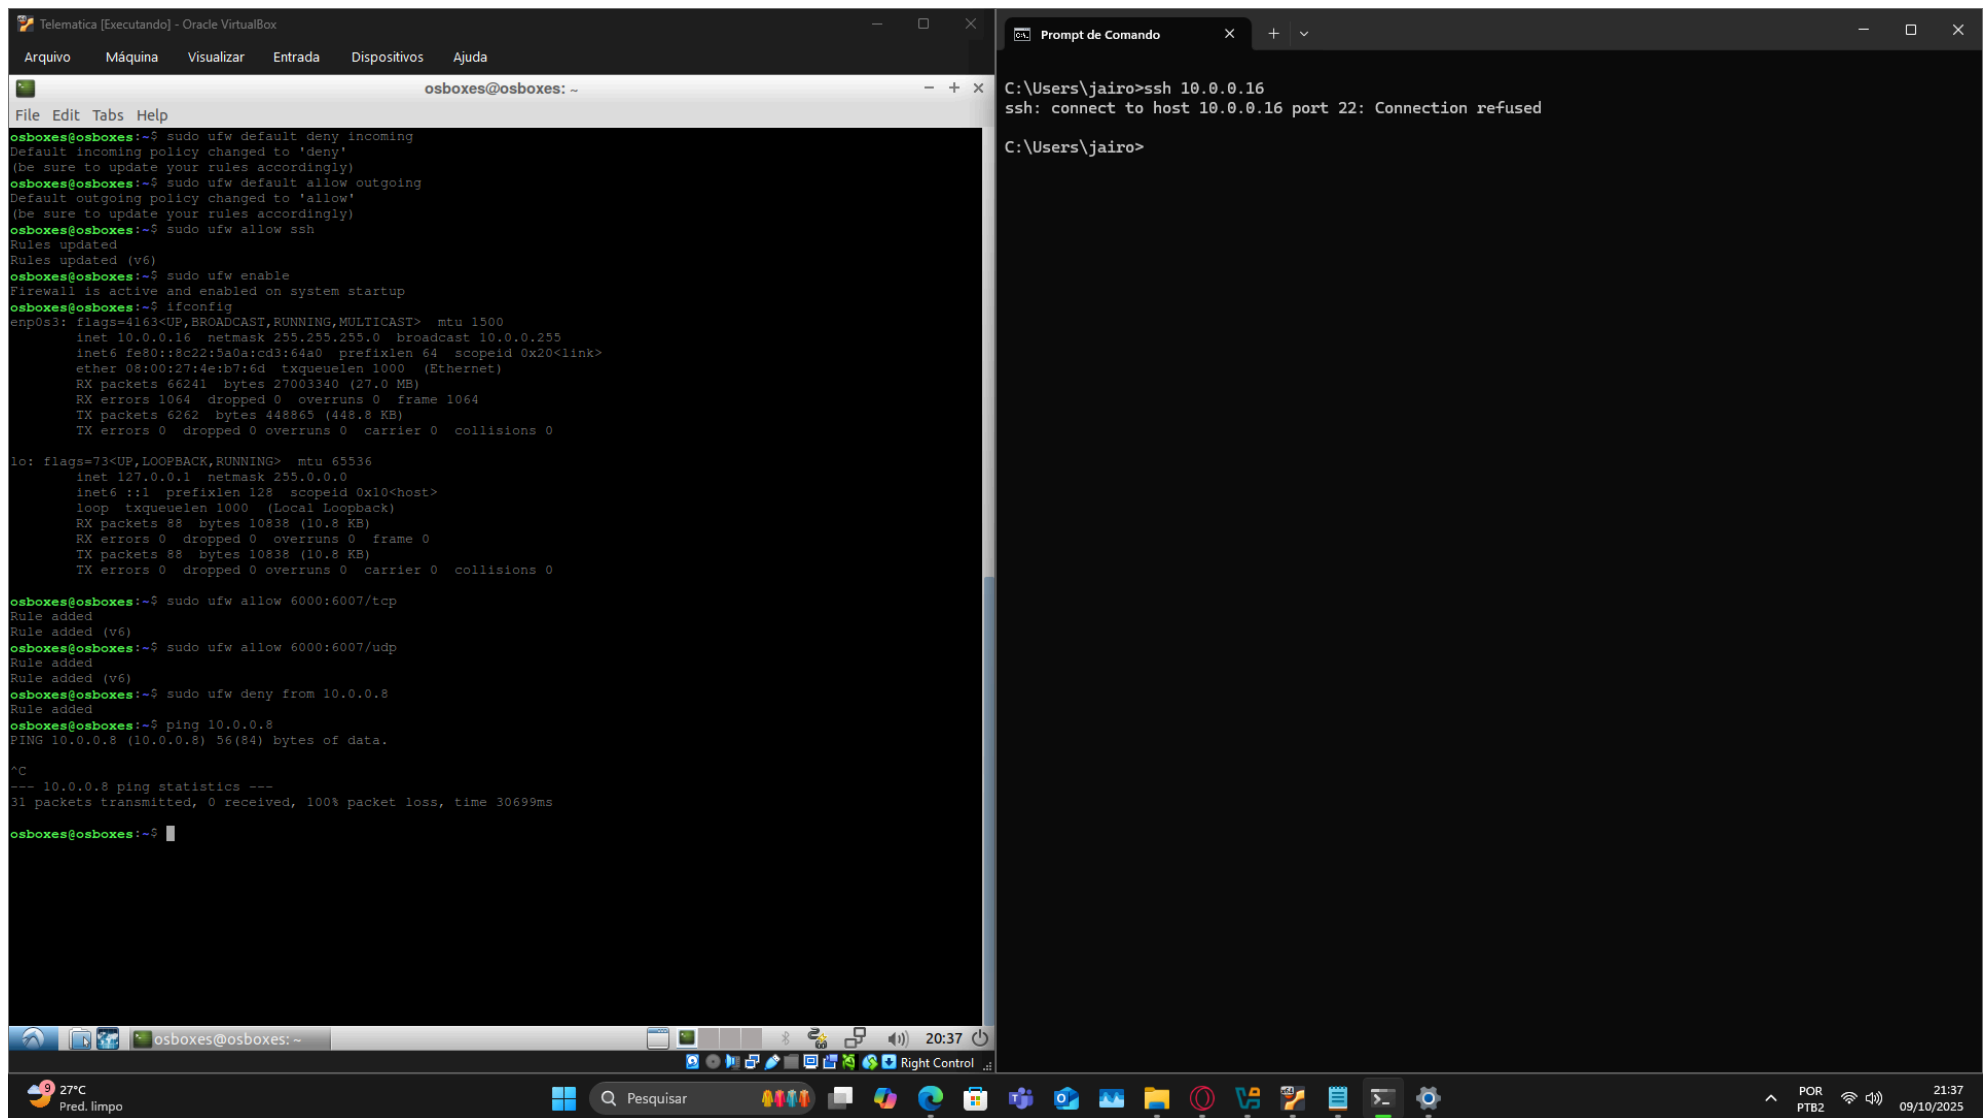 Telematica [Executando] - Oracle VirtualBox
Arquivo Máquina Visualizar Entrada Dispositivos Ajuda
osboxes@osboxes: ~
File Edit Tabs Help
osboxes@osboxes:~$ sudo ufw default deny incoming
Default incoming policy changed to 'deny'
(be sure to update your rules accordingly)
osboxes@osboxes:~$ sudo ufw default allow outgoing
Default outgoing policy changed to 'allow'
(be sure to update your rules accordingly)
osboxes@osboxes:~$ sudo ufw allow ssh
Rules updated
Rules updated (v6)
osboxes@osboxes:~$ sudo ufw enable
Firewall is active and enabled on system startup
osboxes@osboxes:~$ ifconfig
enp0s3: flags=4163<UP,BROADCAST,RUNNING,MULTICAST>  mtu 1500
        inet 10.0.0.16  netmask 255.255.255.0  broadcast 10.0.0.255
        inet6 fe80::8c22:5a0a:cd3:64a0  prefixlen 64  scopeid 0x20<link>
        ether 08:00:27:4e:b7:6d  txqueuelen 1000  (Ethernet)
        RX packets 66241  bytes 27003340 (27.0 MB)
        RX errors 1064  dropped 0  overruns 0  frame 1064
        TX packets 6262  bytes 448865 (448.8 KB)
        TX errors 0  dropped 0 overruns 0  carrier 0  collisions 0
lo: flags=73<UP,LOOPBACK,RUNNING>  mtu 65536
        inet 127.0.0.1  netmask 255.0.0.0
        inet6 ::1  prefixlen 128  scopeid 0x10<host>
        loop  txqueuelen 1000  (Local Loopback)
        RX packets 88  bytes 10838 (10.8 KB)
        RX errors 0  dropped 0  overruns 0  frame 0
        TX packets 88  bytes 10838 (10.8 KB)
        TX errors 0  dropped 0 overruns 0  carrier 0  collisions 0
osboxes@osboxes:~$ sudo ufw allow 6000:6007/tcp
Rule added
Rule added (v6)
osboxes@osboxes:~$ sudo ufw allow 6000:6007/udp
Rule added
Rule added (v6)
osboxes@osboxes:~$ sudo ufw deny from 10.0.0.8
Rule added
osboxes@osboxes:~$ ping 10.0.0.8
PING 10.0.0.8 (10.0.0.8) 56(84) bytes of data.
^C
--- 10.0.0.8 ping statistics ---
31 packets transmitted, 0 received, 100% packet loss, time 30699ms
osboxes@osboxes:~$
osboxes@osboxes: ~
20:37
Right Control
Prompt de Comando
C:\Users\jairo>ssh 10.0.0.16
ssh: connect to host 10.0.0.16 port 22: Connection refused
C:\Users\jairo>
9
27°C
Pred. limpo
Pesquisar
POR
PTB2
21:37
09/10/2025